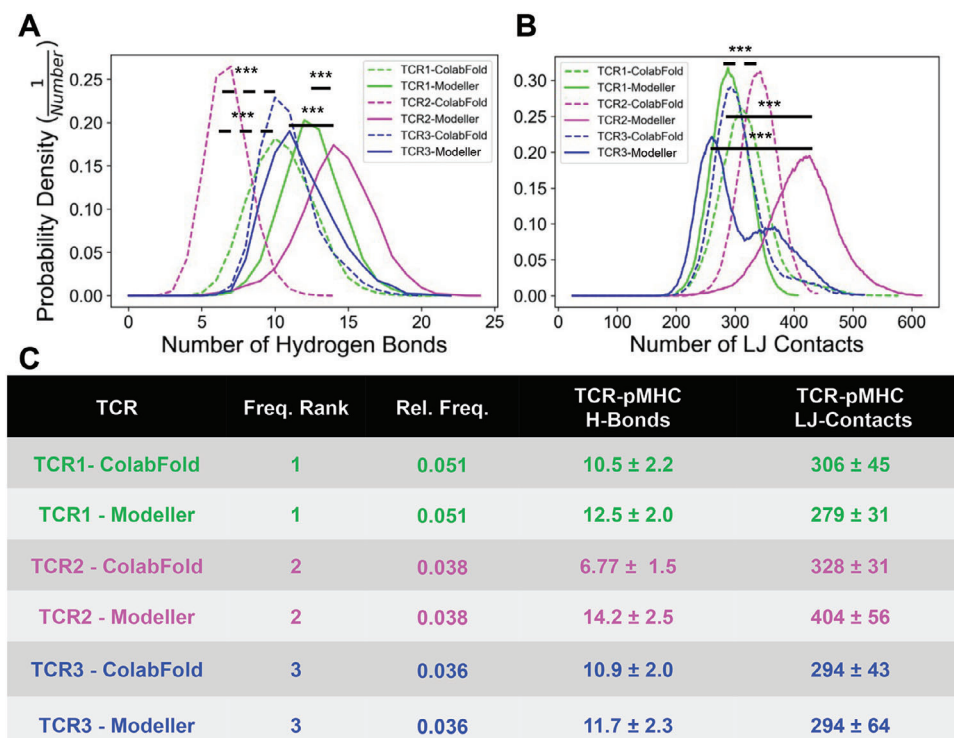 A
Probability Density (1/Number)
0.25
0.20
0.15
0.10
0.05
0.00
***
***
***
***
TCR1-ColabFold
TCR1-Modeller
TCR2-ColabFold
TCR2-Modeller
TCR3-ColabFold
TCR3-Modeller
0 5 10 15 20 25
Number of Hydrogen Bonds
B
0.30
0.25
0.20
0.15
0.10
0.05
0.00
***
***
***
TCR1-ColabFold
TCR1-Modeller
TCR2-ColabFold
TCR2-Modeller
TCR3-ColabFold
TCR3-Modeller
0 100 200 300 400 500 600
Number of LJ Contacts
C
TCR Freq. Rank Rel. Freq. TCR-pMHC H-Bonds TCR-pMHC LJ-Contacts
TCR1- ColabFold 1 0.051 10.5 ± 2.2 306 ± 45
TCR1 - Modeller 1 0.051 12.5 ± 2.0 279 ± 31
TCR2 - ColabFold 2 0.038 6.77 ± 1.5 328 ± 31
TCR2 - Modeller 2 0.038 14.2 ± 2.5 404 ± 56
TCR3 - ColabFold 3 0.036 10.9 ± 2.0 294 ± 43
TCR3 - Modeller 3 0.036 11.7 ± 2.3 294 ± 64